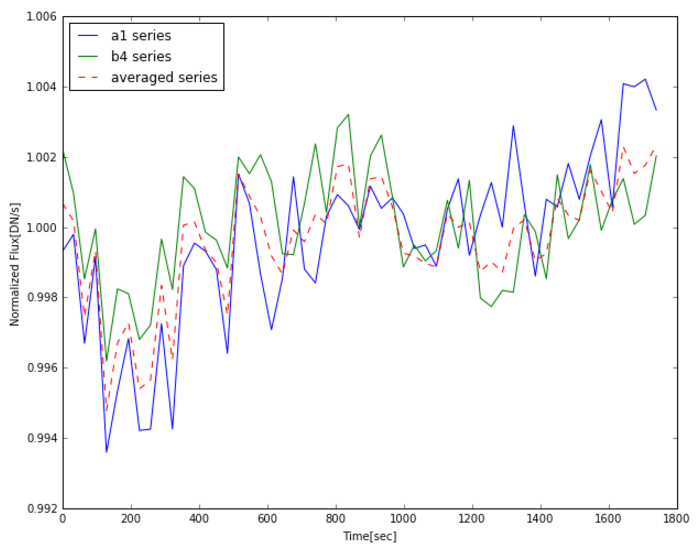 1.006
1.004
1.002
1.000
0.998
0.996
0.994
0.992
Normalized Flux[DN/s]
a1 series
b4 series
averaged series
0 200 400 600 800 1000 1200 1400 1600 1800
Time[sec]